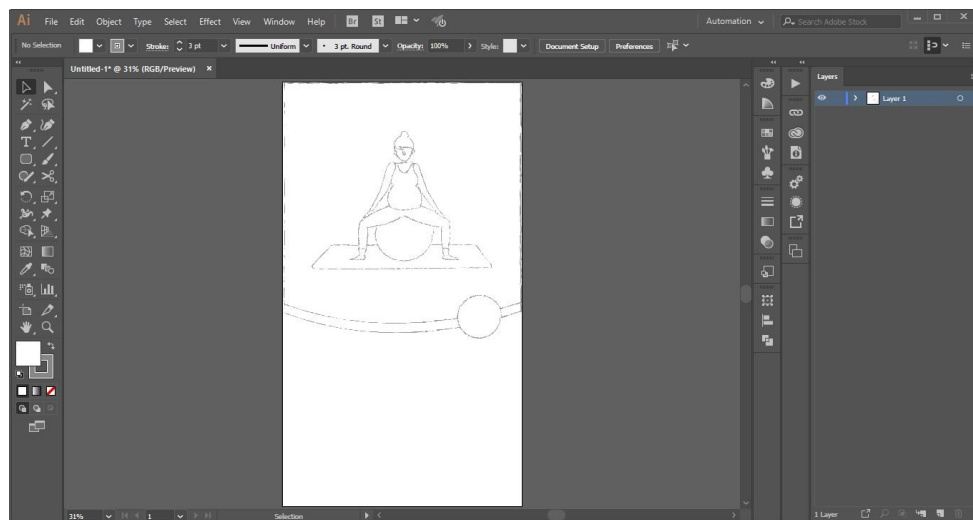 Ai File Edit Object Type Select Effect View Window Help Br St Automation Search Adobe Stock
No Selection Stroke: 3 pt Uniform 3 pt. Round Opacity: 100% Style: Document Setup Preferences
Untitled-1* @ 31% (RGB/Preview) ×
Layers
Layer 1
31% 1 Selection 1 Layer